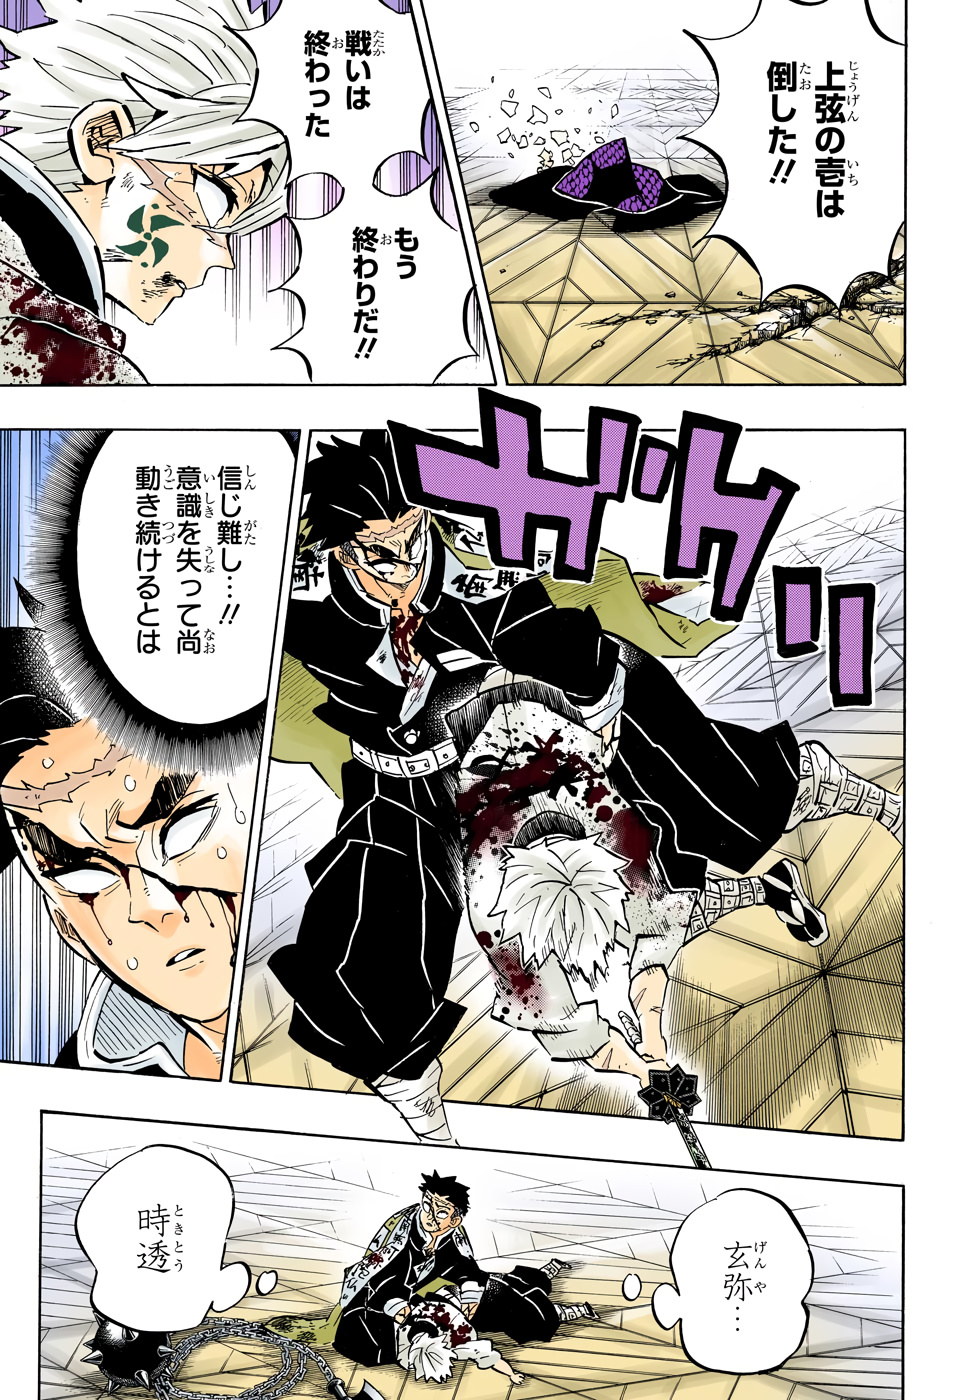 上弦の壱は
倒した!!
戦いは
終わった
もう
終わりだ!!
ガクリ
信じ難し…!!
意識を失って尚
動き続けるとは
玄弥…
時透